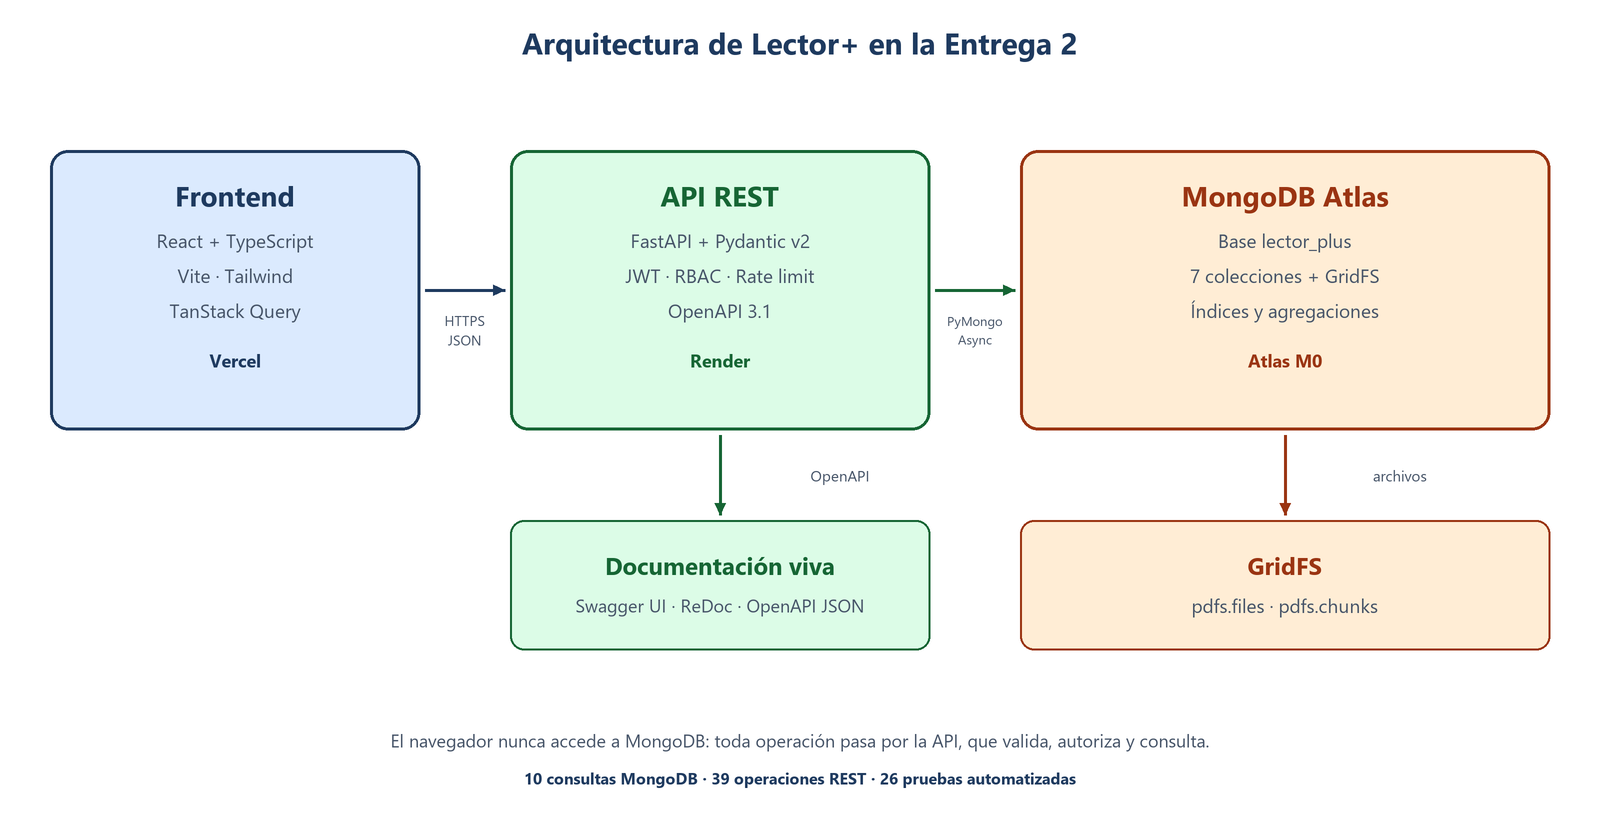 Arquitectura de Lector+ en la Entrega 2
Frontend
React + TypeScript
Vite · Tailwind
TanStack Query
Vercel
HTTPS
JSON
API REST
FastAPI + Pydantic v2
JWT · RBAC · Rate limit
OpenAPI 3.1
Render
PyMongo
Async
MongoDB Atlas
Base lector_plus
7 colecciones + GridFS
Índices y agregaciones
Atlas M0
OpenAPI
archivos
Documentación viva
Swagger UI · ReDoc · OpenAPI JSON
GridFS
pdfs.files · pdfs.chunks
El navegador nunca accede a MongoDB: toda operación pasa por la API, que valida, autoriza y consulta.
10 consultas MongoDB · 39 operaciones REST · 26 pruebas automatizadas